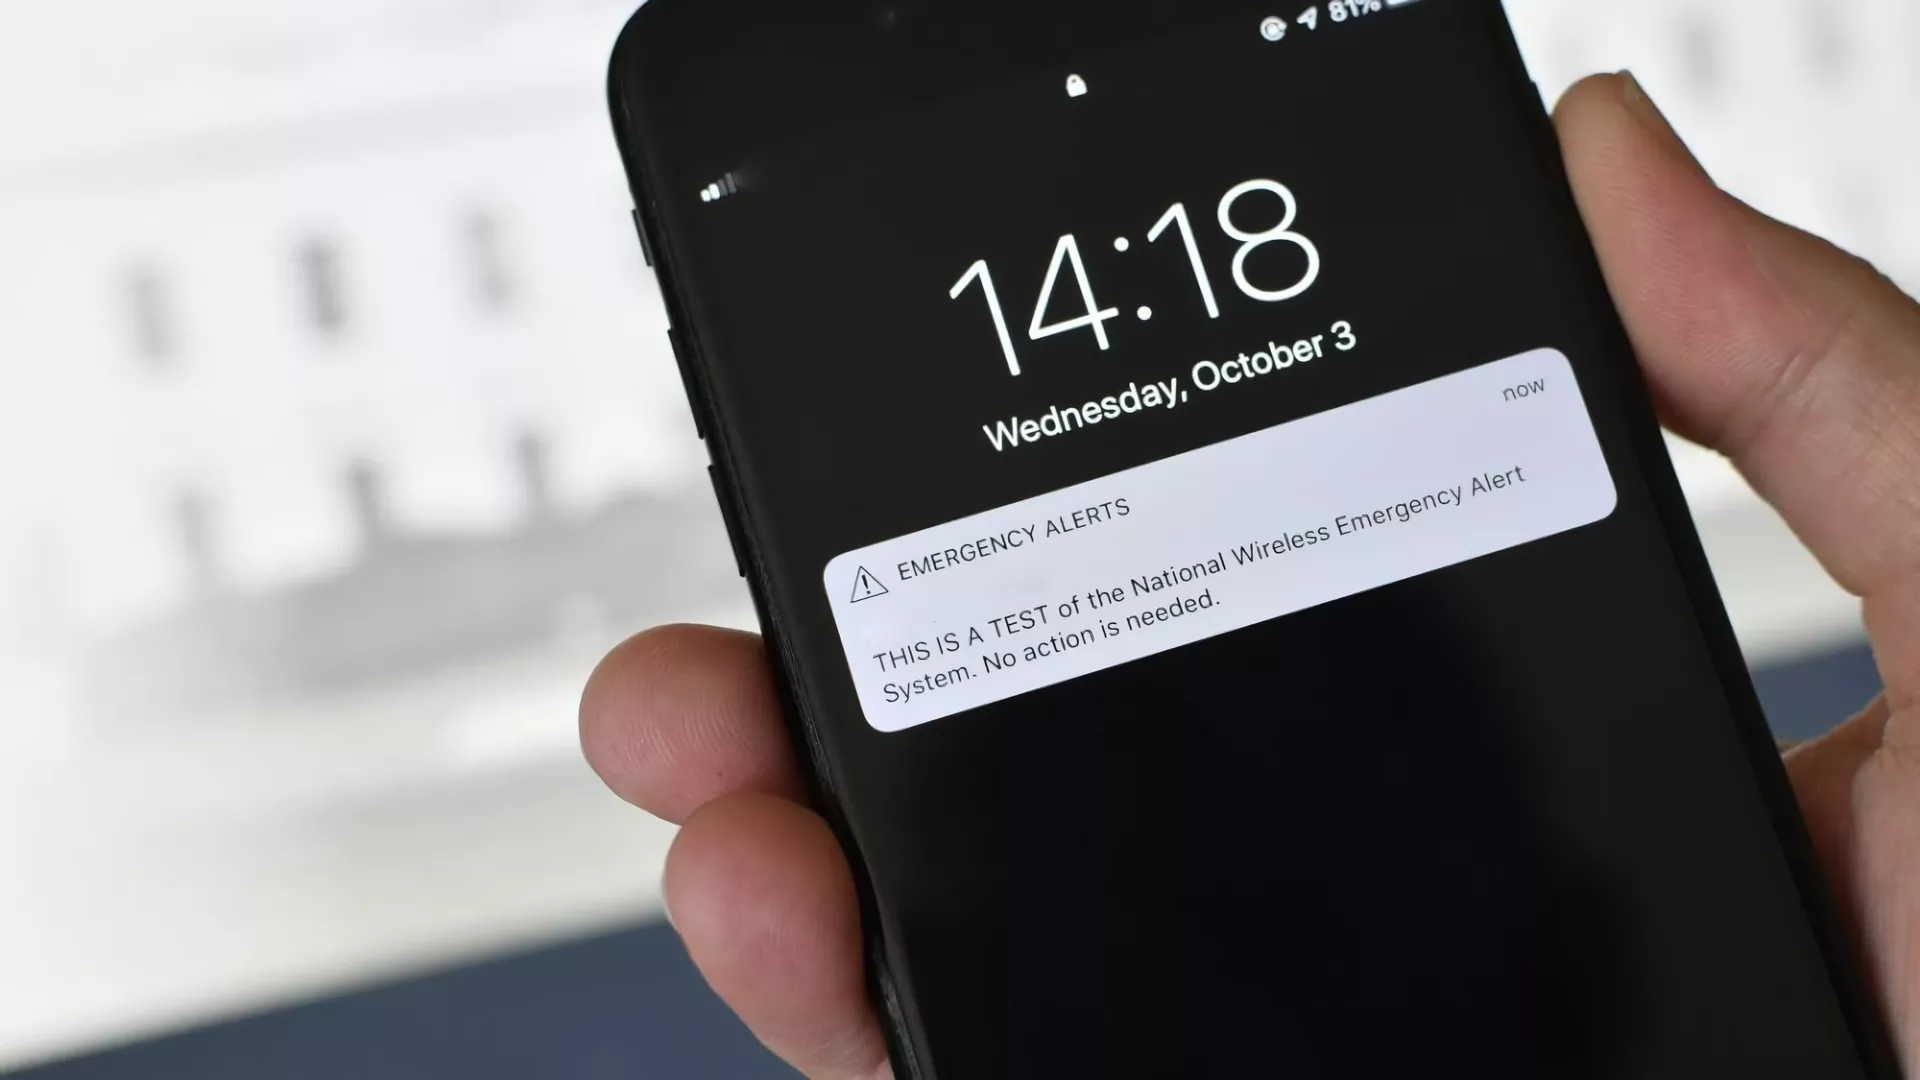 81%
14:18
Wednesday, October 3
EMERGENCY ALERTS
now
THIS IS A TEST of the National Wireless Emergency Alert
System. No action is needed.